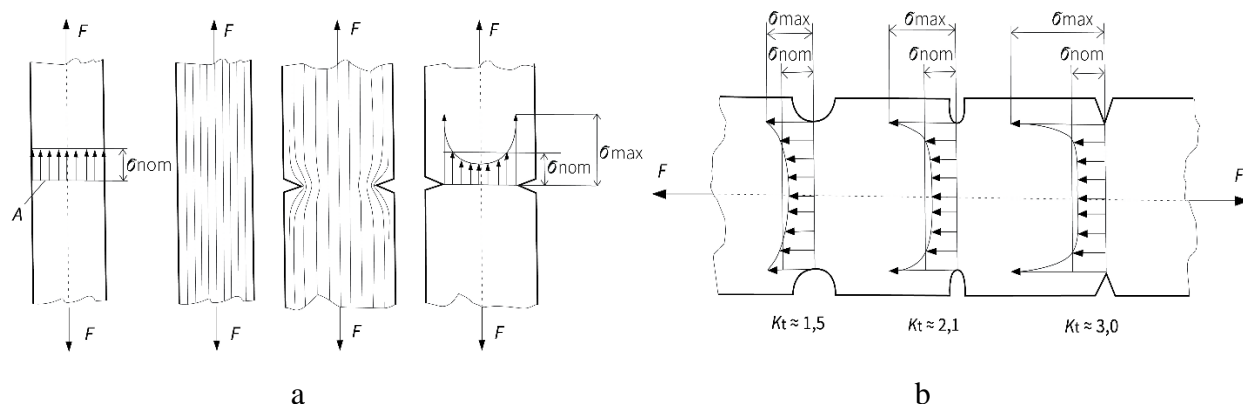 F
F
F
F
σnom
A
σnom
σmax
F
F
F
F
a
σmax
σmax
σmax
σnom
σnom
σnom
F
F
Kt ≈ 1,5
Kt ≈ 2,1
Kt ≈ 3,0
b